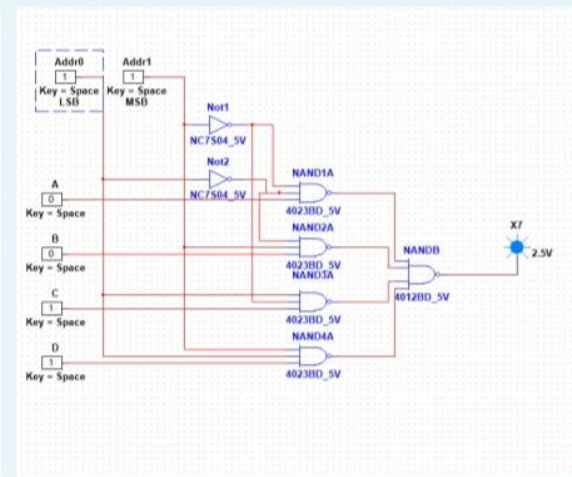 Addr0
1
Key = Space
LSB
Addr1
1
Key = Space
MSB
Not1
NC7S04_5V
Not2
NC7S04_5V
A
0
Key = Space
NAND1A
4023BD_5V
B
0
Key = Space
NAND2A
4023BD_5V
NAND3A
C
1
Key = Space
4023BD_5V
D
1
Key = Space
NAND4A
4023BD_5V
NANDB
4012BD_5V
X7
2.5V